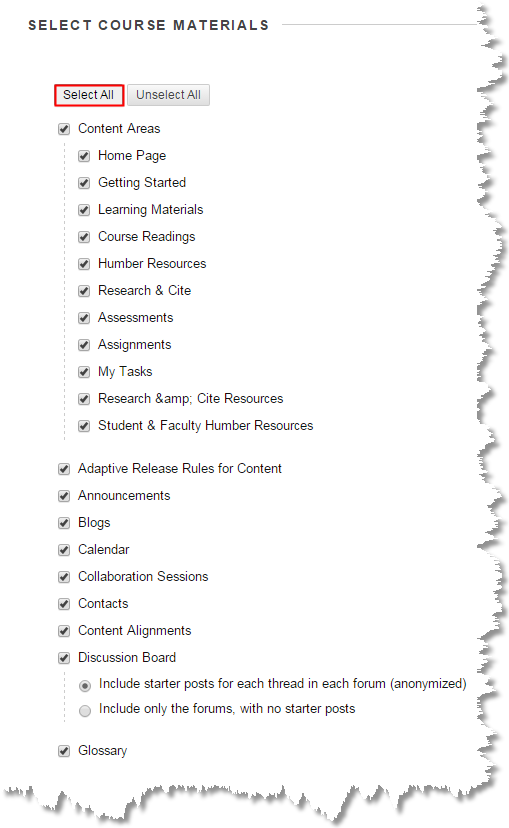 SELECT COURSE MATERIALS
Select All Unselect All
Content Areas
Home Page
Getting Started
Learning Materials
Course Readings
Humber Resources
Research & Cite
Assessments
Assignments
My Tasks
Research &amp; Cite Resources
Student & Faculty Humber Resources
Adaptive Release Rules for Content
Announcements
Blogs
Calendar
Collaboration Sessions
Contacts
Content Alignments
Discussion Board
Include starter posts for each thread in each forum (anonymized)
Include only the forums, with no starter posts
Glossary